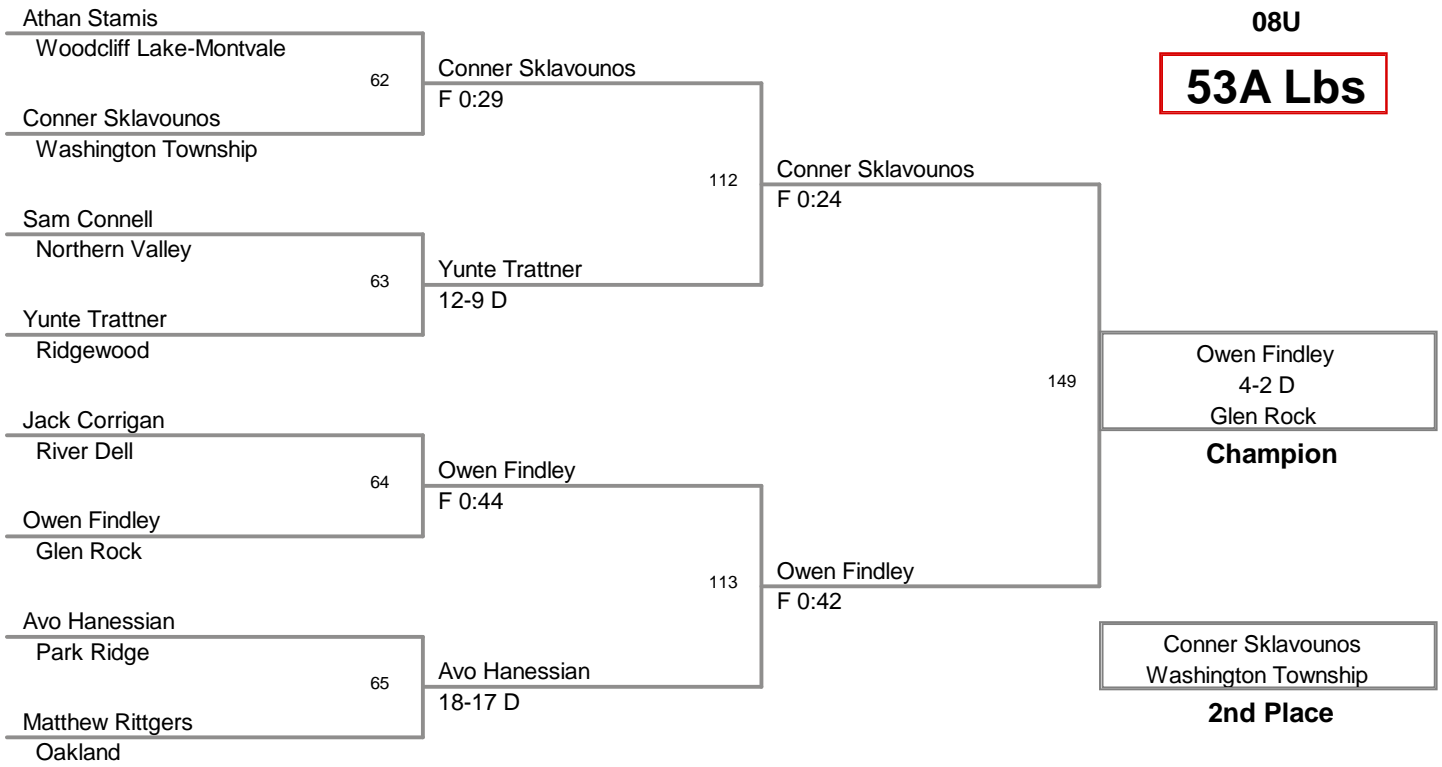 Athan Stamis
Woodcliff Lake-Montvale
62
Conner Sklavounos
Washington Township
Conner Sklavounos
F 0:29
Sam Connell
Northern Valley
63
Yunte Trattner
Ridgewood
Yunte Trattner
12-9 D
112
Conner Sklavounos
F 0:24
Jack Corrigan
River Dell
64
Owen Findley
Glen Rock
Owen Findley
F 0:44
Avo Hanessian
Park Ridge
65
Matthew Rittgers
Oakland
Avo Hanessian
18-17 D
113
Owen Findley
F 0:42
149
08U
53A Lbs
Owen Findley
4-2 D
Glen Rock
Champion
Conner Sklavounos
Washington Township
2nd Place